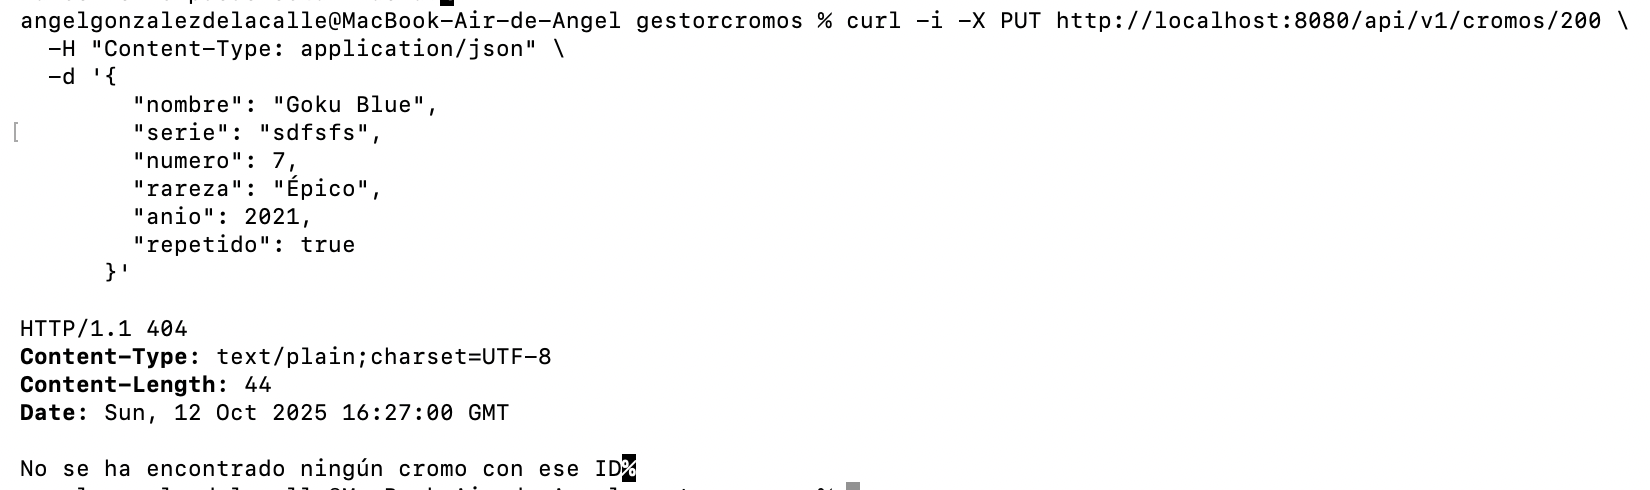 angelgonzalezdelacalle@MacBook-Air-de-Angel gestorcromos % curl -i -X PUT http://localhost:8080/api/v1/cromos/200 \
-H "Content-Type: application/json" \
-d '{
"nombre": "Goku Blue",
[ "serie": "sdfsfs",
"numero": 7,
"rareza": "Épico",
"anio": 2021,
"repetido": true
}'
HTTP/1.1 404
Content-Type: text/plain;charset=UTF-8
Content-Length: 44
Date: Sun, 12 Oct 2025 16:27:00 GMT
No se ha encontrado ningún cromo con ese ID%